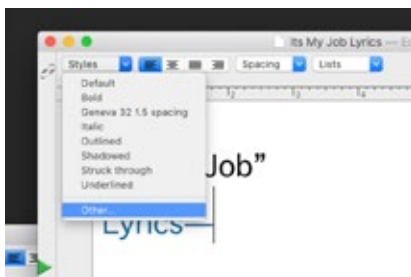 Its My Job Lyrics — E
Styles Spacing Lists
Default
Bold
Geneva 32 1.5 spacing
Italic
Outlined
Shadowed
Struck through
Underlined
Other...
Job”
Lyrics—